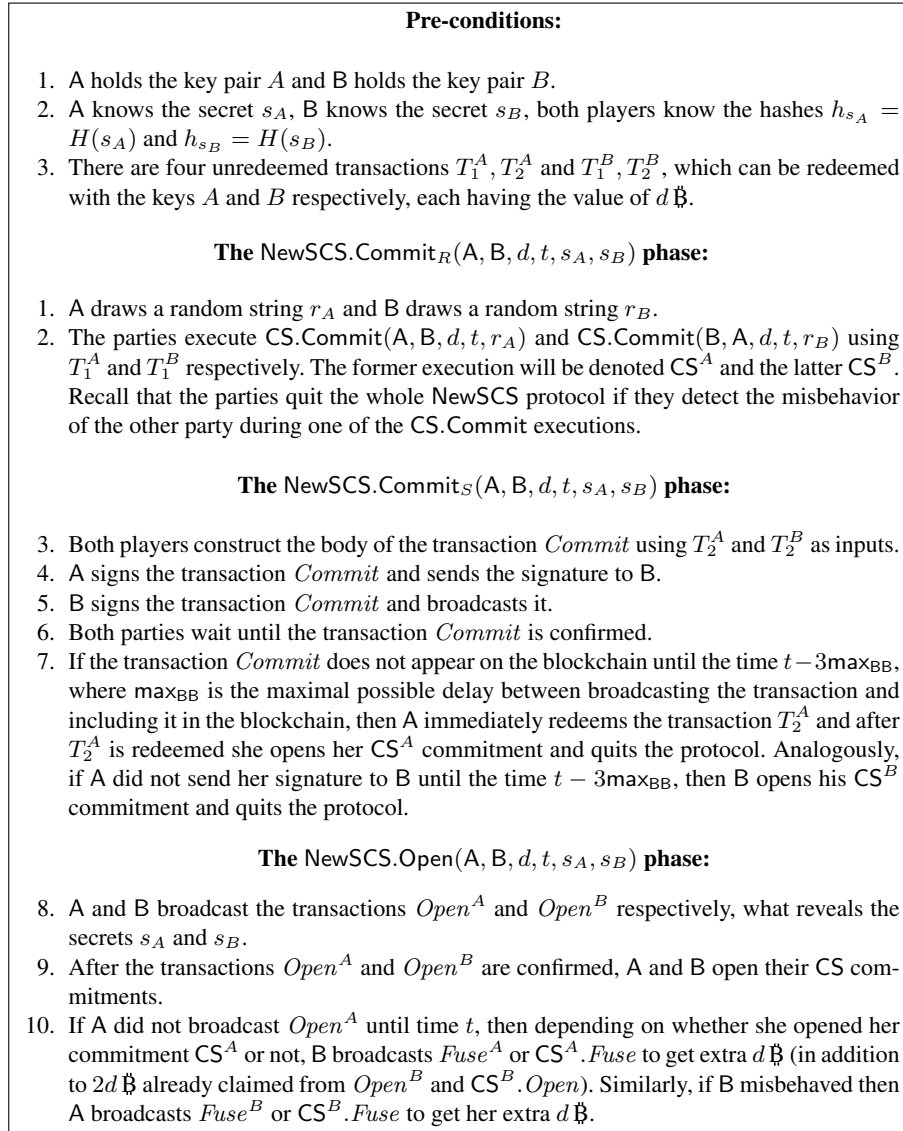 Pre-conditions:
1. A holds the key pair A and B holds the key pair B.
2. A knows the secret s_A, B knows the secret s_B, both players know the hashes h_{s_A} =
H(s_A) and h_{s_B} = H(s_B).
3. There are four unredeemed transactions T_1^A, T_2^A and T_1^B, T_2^B, which can be redeemed
with the keys A and B respectively, each having the value of d ₿.
The NewSCS.Commit_R(A, B, d, t, s_A, s_B) phase:
1. A draws a random string r_A and B draws a random string r_B.
2. The parties execute CS.Commit(A, B, d, t, r_A) and CS.Commit(B, A, d, t, r_B) using
T_1^A and T_1^B respectively. The former execution will be denoted CS^A and the latter CS^B.
Recall that the parties quit the whole NewSCS protocol if they detect the misbehavior
of the other party during one of the CS.Commit executions.
The NewSCS.Commit_S(A, B, d, t, s_A, s_B) phase:
3. Both players construct the body of the transaction Commit using T_2^A and T_2^B as inputs.
4. A signs the transaction Commit and sends the signature to B.
5. B signs the transaction Commit and broadcasts it.
6. Both parties wait until the transaction Commit is confirmed.
7. If the transaction Commit does not appear on the blockchain until the time t−3max_BB,
where max_BB is the maximal possible delay between broadcasting the transaction and
including it in the blockchain, then A immediately redeems the transaction T_2^A and after
T_2^A is redeemed she opens her CS^A commitment and quits the protocol. Analogously,
if A did not send her signature to B until the time t − 3max_BB, then B opens his CS^B
commitment and quits the protocol.
The NewSCS.Open(A, B, d, t, s_A, s_B) phase:
8. A and B broadcast the transactions Open^A and Open^B respectively, what reveals the
secrets s_A and s_B.
9. After the transactions Open^A and Open^B are confirmed, A and B open their CS com-
mitments.
10. If A did not broadcast Open^A until time t, then depending on whether she opened her
commitment CS^A or not, B broadcasts Fuse^A or CS^A.Fuse to get extra d ₿ (in addition
to 2d ₿ already claimed from Open^B and CS^B.Open). Similarly, if B misbehaved then
A broadcasts Fuse^B or CS^B.Fuse to get her extra d ₿.